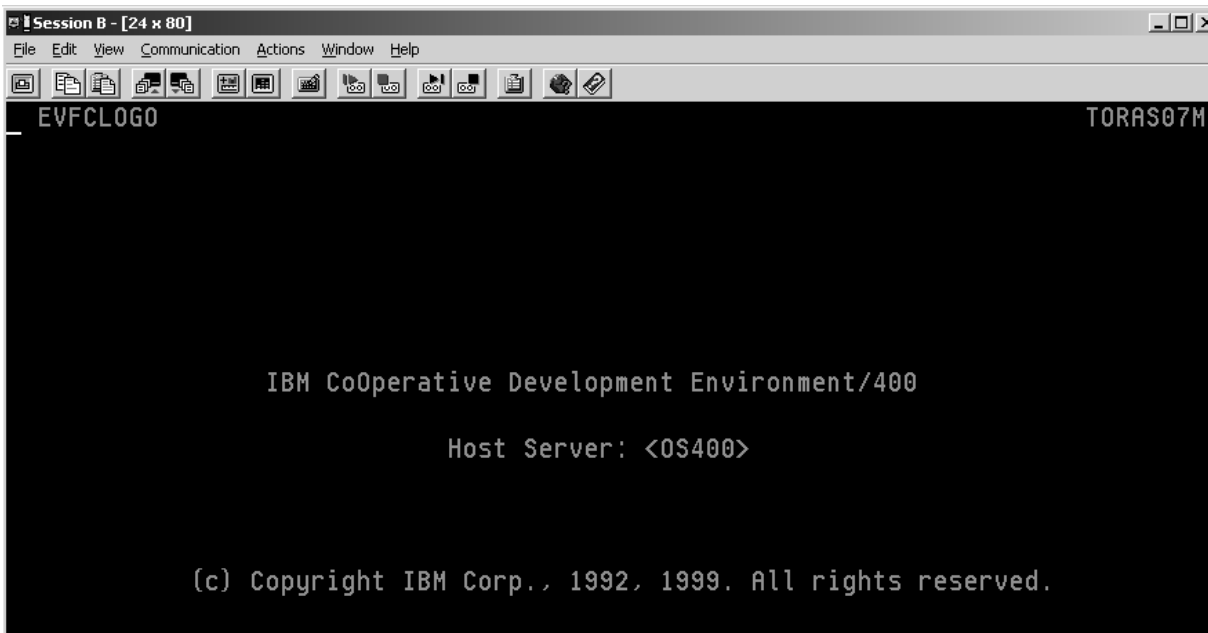 Session B - [24 x 80]
File Edit View Communication Actions Window Help
EVFCLOGO TORAS07M
IBM CoOperative Development Environment/400
Host Server: <OS400>
(c) Copyright IBM Corp., 1992, 1999. All rights reserved.